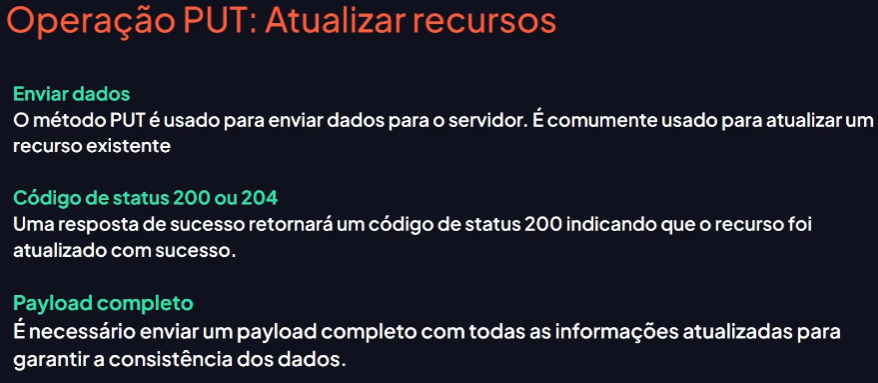 Operação PUT: Atualizar recursos
Enviar dados
O método PUT é usado para enviar dados para o servidor. É comumente usado para atualizar um
recurso existente
Código de status 200 ou 204
Uma resposta de sucesso retornará um código de status 200 indicando que o recurso foi
atualizado com sucesso.
Payload completo
É necessário enviar um payload completo com todas as informações atualizadas para
garantir a consistência dos dados.